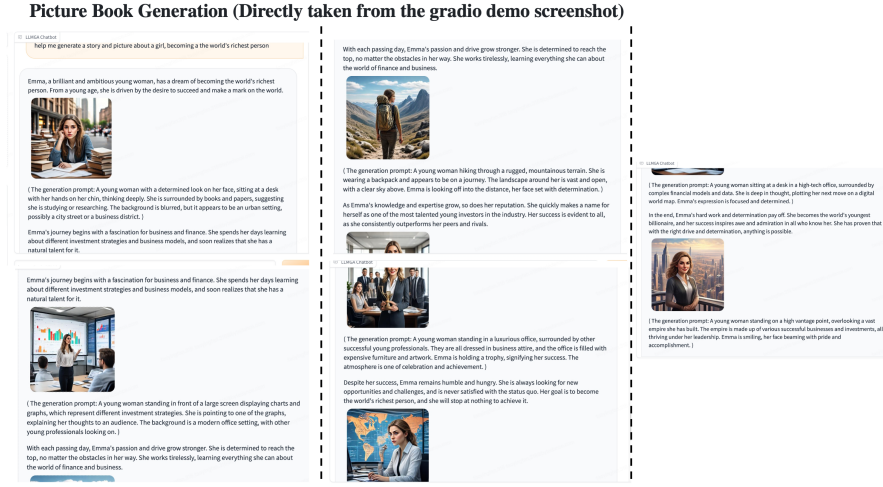 Picture Book Generation (Directly taken from the gradio demo screenshot)
LLMGA Chatbot
help me generate a story and picture about a girl, becoming a the world's richest person
Emma, a brilliant and ambitious young woman, has a dream of becoming the world's richest
person. From a young age, she is driven by the desire to succeed and make a mark on the world.
( The generation prompt: A young woman with a determined look on her face, sitting at a desk
with her hands on her chin, thinking deeply. She is surrounded by books and papers, suggesting
she is studying or researching. The background is blurred, but it appears to be an urban setting,
possibly a city street or a business district. )
Emma's journey begins with a fascination for business and finance. She spends her days learning
about different investment strategies and business models, and soon realizes that she has a
natural talent for it.
Emma's journey begins with a fascination for business and finance. She spends her days learning
about different investment strategies and business models, and soon realizes that she has a
natural talent for it.
( The generation prompt: A young woman standing in front of a large screen displaying charts and
graphs, which represent different investment strategies. She is pointing to one of the graphs,
explaining her thoughts to an audience. The background is a modern office setting, with other
young professionals looking on. )
With each passing day, Emma's passion and drive grow stronger. She is determined to reach the
top, no matter the obstacles in her way. She works tirelessly, learning everything she can about
the world of finance and business.
With each passing day, Emma's passion and drive grow stronger. She is determined to reach the
top, no matter the obstacles in her way. She works tirelessly, learning everything she can about
the world of finance and business.
( The generation prompt: A young woman hiking through a rugged, mountainous terrain. She is
wearing a backpack and appears to be on a journey. The landscape around her is vast and open,
with a clear sky above. Emma is looking off into the distance, her face set with determination. )
As Emma's knowledge and expertise grow, so does her reputation. She quickly makes a name for
herself as one of the most talented young investors in the industry. Her success is evident to all,
as she consistently outperforms her peers and rivals.
LLMGA Chatbot
( The generation prompt: A young woman standing in a luxurious office, surrounded by other
successful young professionals. They are all dressed in business attire, and the office is filled with
expensive furniture and artwork. Emma is holding a trophy, signifying her success. The
atmosphere is one of celebration and achievement. )
Despite her success, Emma remains humble and hungry. She is always looking for new
opportunities and challenges, and is never satisfied with the status quo. Her goal is to become
the world's richest person, and she will stop at nothing to achieve it.
LLMGA Chatbot
( The generation prompt: A young woman sitting at a desk in a high-tech office, surrounded by
complex financial models and data. She is deep in thought, plotting her next move on a digital
world map. Emma's expression is focused and determined. )
In the end, Emma's hard work and determination pay off. She becomes the world's youngest
billionaire, and her success inspires awe and admiration in all who know her. She has proven that
with the right drive and determination, anything is possible.
( The generation prompt: A young woman standing on a high vantage point, overlooking a vast
empire she has built. The empire is made up of various successful businesses and investments, all
thriving under her leadership. Emma is smiling, her face beaming with pride and
accomplishment. )